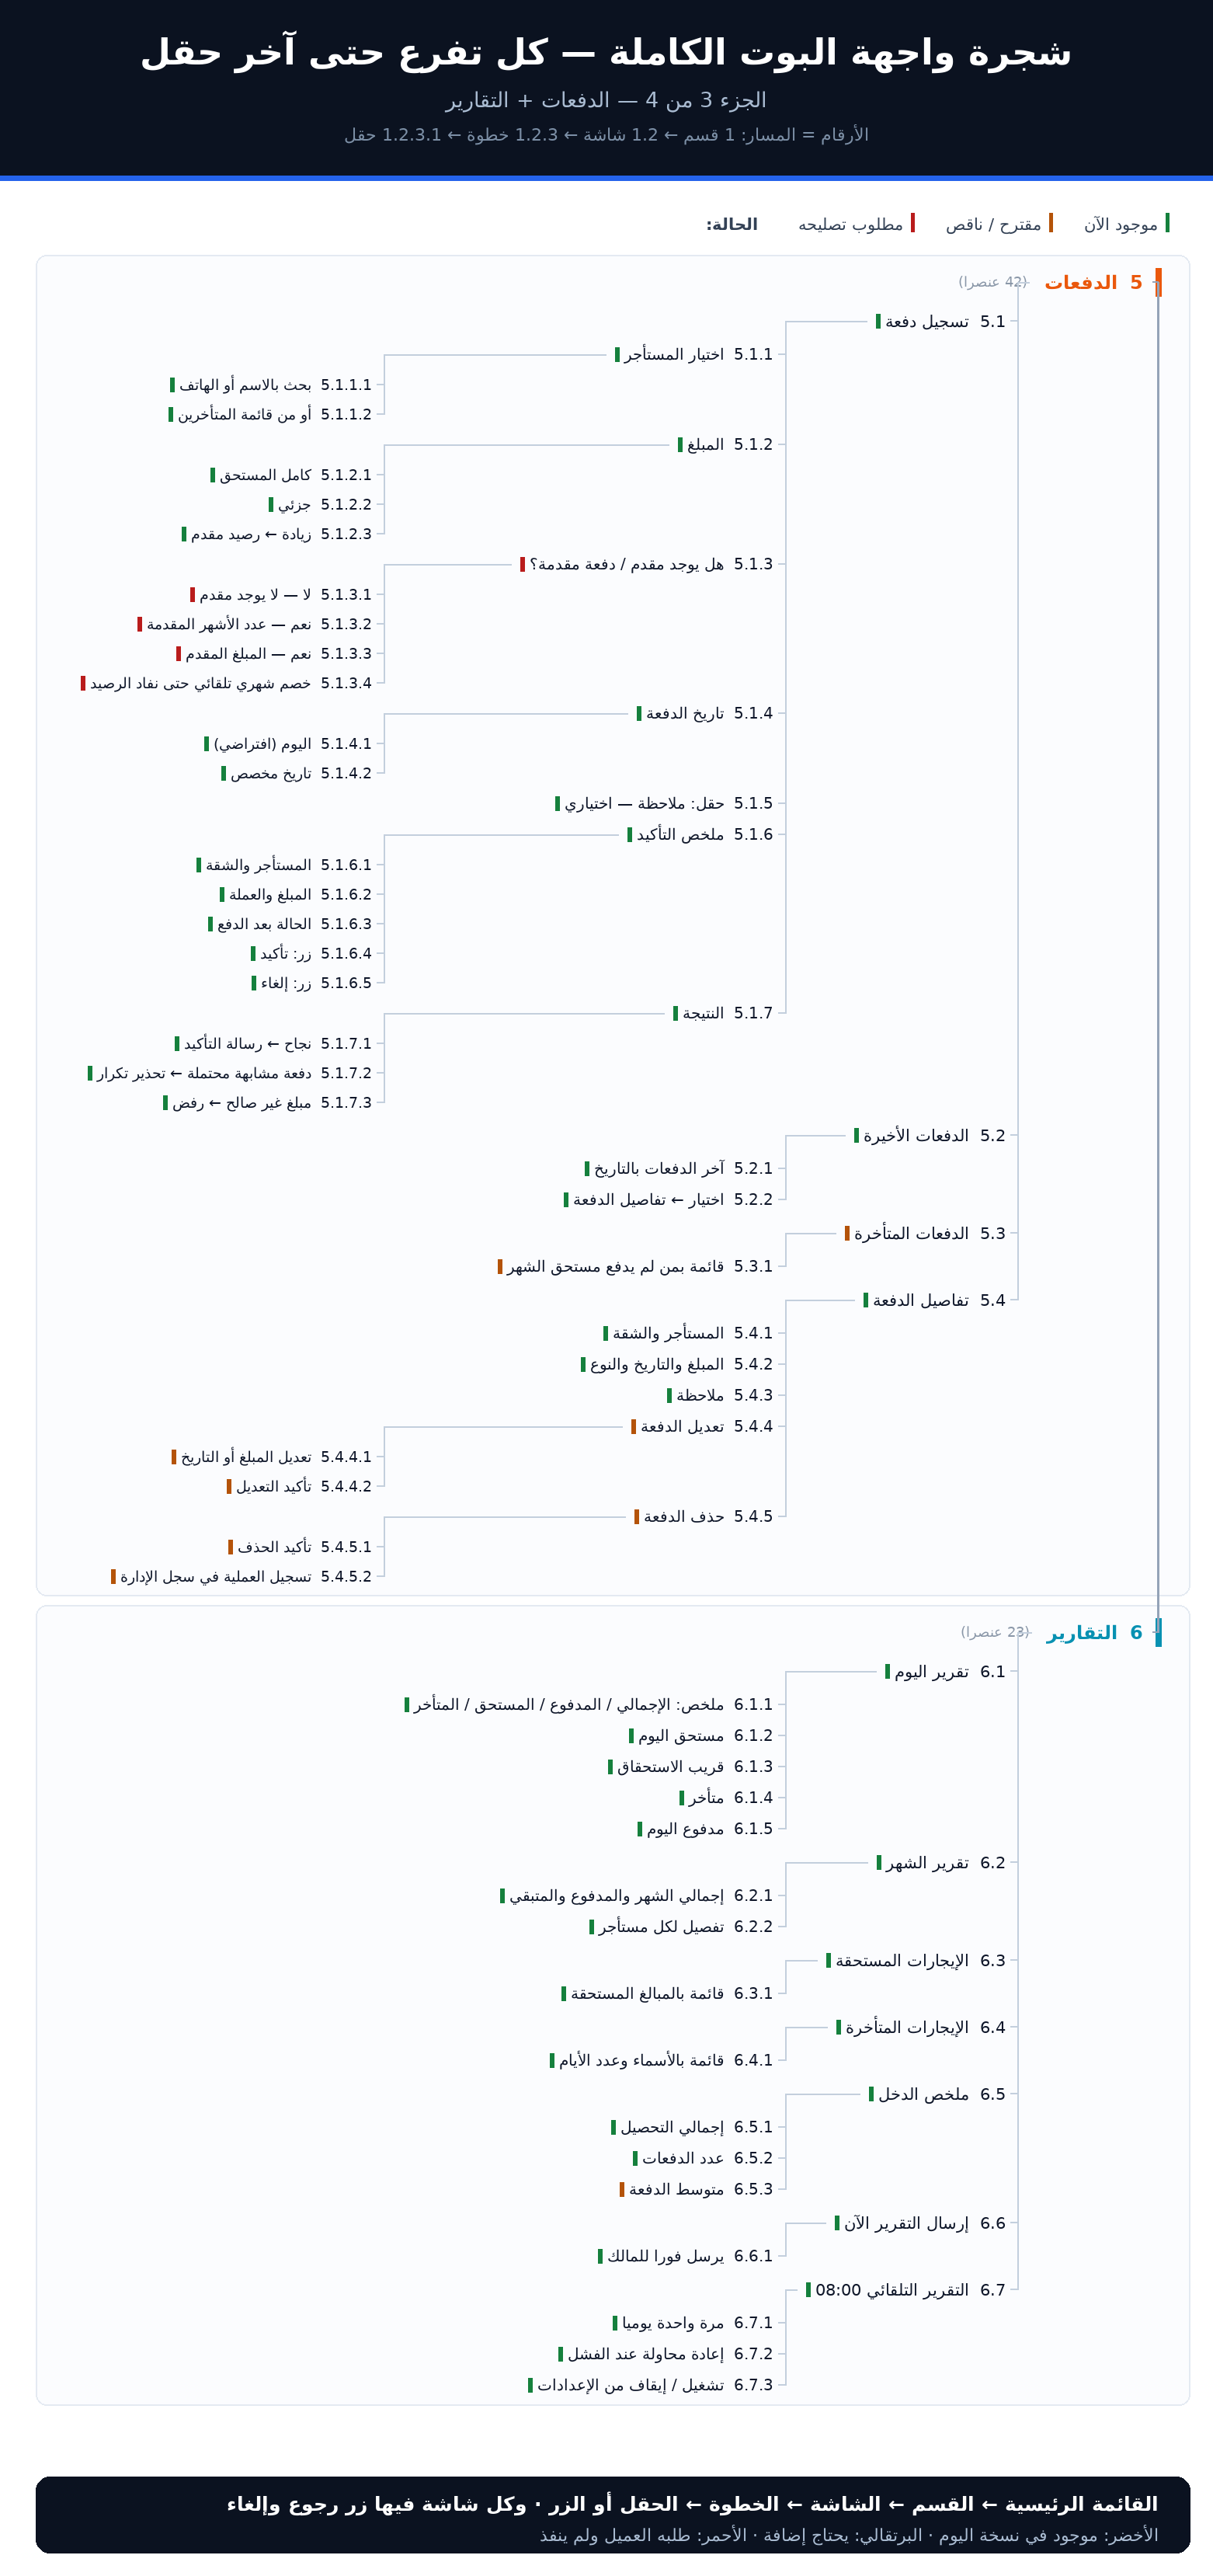 شجرة واجهة البوت الكاملة — كل تفرع حتى آخر حقل
الجزء 3 من 4 — الدفعات + التقارير
الأرقام = المسار: 1 قسم ← 1.2 شاشة ← 1.2.3 خطوة ← 1.2.3.1 حقل
موجود الآن
مقترح / ناقص
مطلوب تصليحه
الحالة:
5 الدفعات (42 عنصرا)
5.1 تسجيل دفعة
5.1.1 اختيار المستأجر
5.1.1.1 بحث بالاسم أو الهاتف
5.1.1.2 أو من قائمة المتأخرين
5.1.2 المبلغ
5.1.2.1 كامل المستحق
5.1.2.2 جزئي
5.1.2.3 زيادة ← رصيد مقدم
5.1.3 هل يوجد مقدم / دفعة مقدمة؟
5.1.3.1 لا — لا يوجد مقدم
5.1.3.2 نعم — عدد الأشهر المقدمة
5.1.3.3 نعم — المبلغ المقدم
5.1.3.4 خصم شهري تلقائي حتى نفاد الرصيد
5.1.4 تاريخ الدفعة
5.1.4.1 اليوم (افتراضي)
5.1.4.2 تاريخ مخصص
5.1.5 حقل: ملاحظة — اختياري
5.1.6 ملخص التأكيد
5.1.6.1 المستأجر والشقة
5.1.6.2 المبلغ والعملة
5.1.6.3 الحالة بعد الدفع
5.1.6.4 زر: تأكيد
5.1.6.5 زر: إلغاء
5.1.7 النتيجة
5.1.7.1 نجاح ← رسالة التأكيد
5.1.7.2 دفعة مشابهة محتملة ← تحذير تكرار
5.1.7.3 مبلغ غير صالح ← رفض
5.2 الدفعات الأخيرة
5.2.1 آخر الدفعات بالتاريخ
5.2.2 اختيار ← تفاصيل الدفعة
5.3 الدفعات المتأخرة
5.3.1 قائمة بمن لم يدفع مستحق الشهر
5.4 تفاصيل الدفعة
5.4.1 المستأجر والشقة
5.4.2 المبلغ والتاريخ والنوع
5.4.3 ملاحظة
5.4.4 تعديل الدفعة
5.4.4.1 تعديل المبلغ أو التاريخ
5.4.4.2 تأكيد التعديل
5.4.5 حذف الدفعة
5.4.5.1 تأكيد الحذف
5.4.5.2 تسجيل العملية في سجل الإدارة
6 التقارير (23 عنصرا)
6.1 تقرير اليوم
6.1.1 ملخص: الإجمالي / المدفوع / المستحق / المتأخر
6.1.2 مستحق اليوم
6.1.3 قريب الاستحقاق
6.1.4 متأخر
6.1.5 مدفوع اليوم
6.2 تقرير الشهر
6.2.1 إجمالي الشهر والمدفوع والمتبقي
6.2.2 تفصيل لكل مستأجر
6.3 الإيجارات المستحقة
6.3.1 قائمة بالمبالغ المستحقة
6.4 الإيجارات المتأخرة
6.4.1 قائمة بالأسماء وعدد الأيام
6.5 ملخص الدخل
6.5.1 إجمالي التحصيل
6.5.2 عدد الدفعات
6.5.3 متوسط الدفعة
6.6 إرسال التقرير الآن
6.6.1 يرسل فورا للمالك
6.7 التقرير التلقائي 08:00
6.7.1 مرة واحدة يوميا
6.7.2 إعادة محاولة عند الفشل
6.7.3 تشغيل / إيقاف من الإعدادات
القائمة الرئيسية ← القسم ← الشاشة ← الخطوة ← الحقل أو الزر · وكل شاشة فيها زر رجوع وإلغاء
الأخضر: موجود في نسخة اليوم · البرتقالي: يحتاج إضافة · الأحمر: طلبه العميل ولم ينفذ